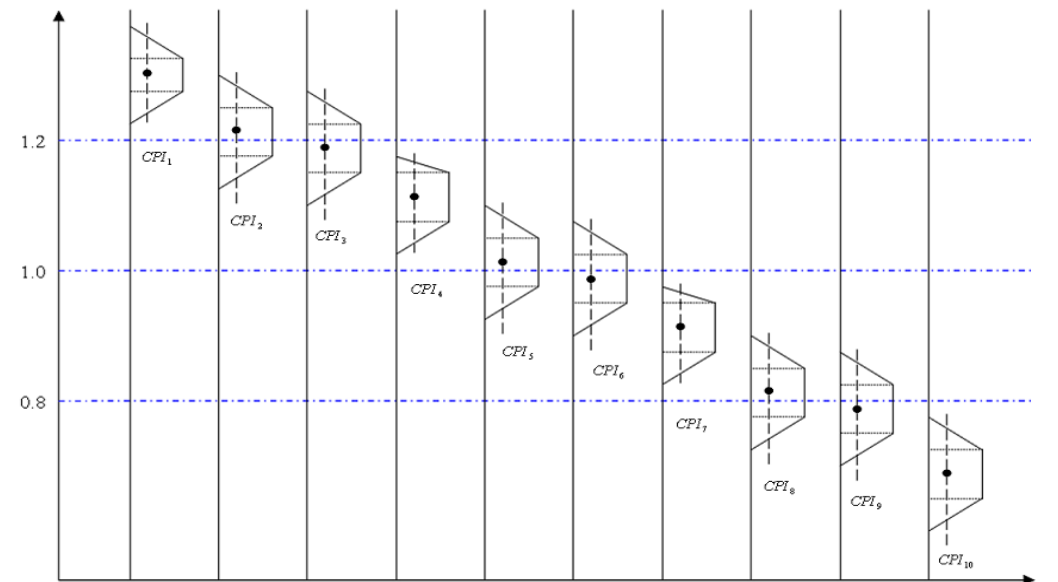 1.2
CPI₁
CPI₂
CPI₃
1.0
CPI₄
CPI₅
CPI₆
0.8
CPI₇
CPI₈
CPI₉
CPI₁₀